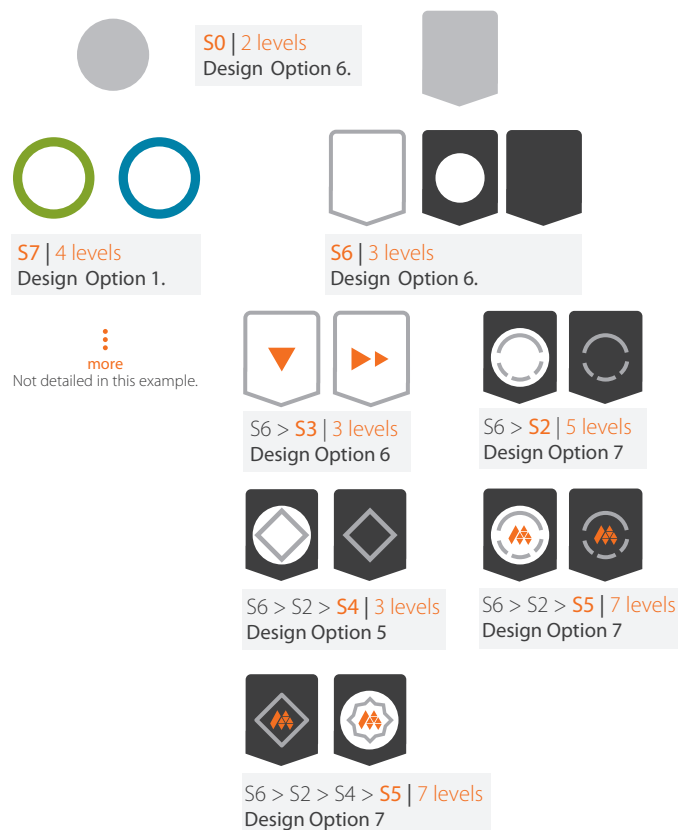 S0 | 2 levels
Design Option 6.
S7 | 4 levels
Design Option 1.
S6 | 3 levels
Design Option 6.
more
Not detailed in this example.
S6 > S3 | 3 levels
Design Option 6
S6 > S2 | 5 levels
Design Option 7
S6 > S2 > S4 | 3 levels
Design Option 5
S6 > S2 > S5 | 7 levels
Design Option 7
S6 > S2 > S4 > S5 | 7 levels
Design Option 7